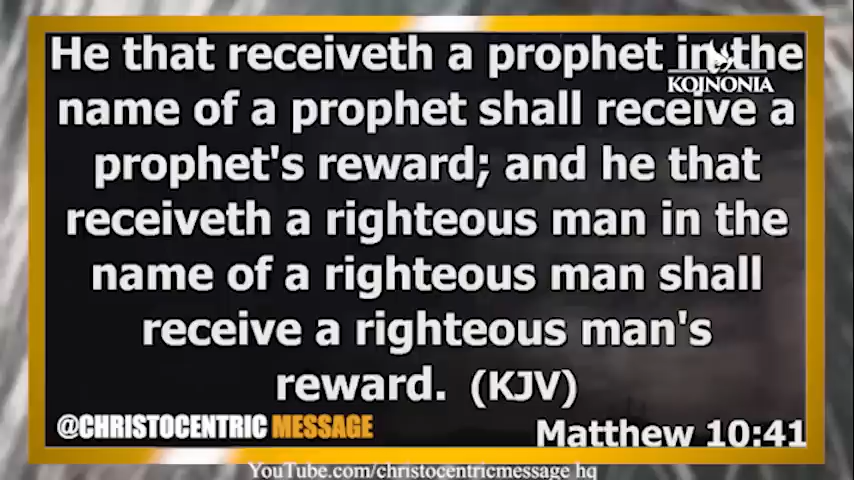 He that receiveth a prophet in the
KOINONIA
name of a prophet shall receive a
prophet's reward; and he that
receiveth a righteous man in the
name of a righteous man shall
receive a righteous man's
reward. (KJV)
@CHRISTOCENTRIC MESSAGE
Matthew 10:41
YouTube.com/christocentricmessage hq